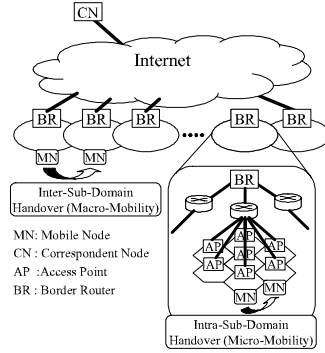 CN
Internet
BR BR BR BR BR
MN MN
Inter-Sub-Domain
Handover (Macro-Mobility)
BR
MN: Mobile Node
CN : Correspondent Node
AP :Access Point
BR : Border Router
AP
AP AP
AP AP AP
AP
MN MN
Intra-Sub-Domain
Handover (Micro-Mobility)